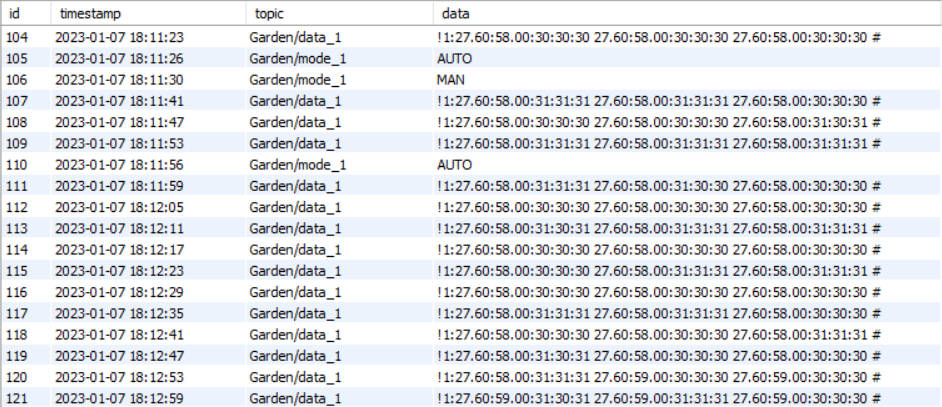 id timestamp topic data
104 2023-01-07 18:11:23 Garden/data_1 !1:27.60:58.00:30:30:30 27.60:58.00:30:30:30 27.60:58.00:30:30:30 #
105 2023-01-07 18:11:26 Garden/mode_1 AUTO
106 2023-01-07 18:11:30 Garden/mode_1 MAN
107 2023-01-07 18:11:41 Garden/data_1 !1:27.60:58.00:31:31:31 27.60:58.00:31:31:31 27.60:58.00:30:30:30 #
108 2023-01-07 18:11:47 Garden/data_1 !1:27.60:58.00:30:30:30 27.60:58.00:30:30:30 27.60:58.00:31:30:31 #
109 2023-01-07 18:11:53 Garden/data_1 !1:27.60:58.00:31:31:31 27.60:58.00:31:31:31 27.60:58.00:31:31:31 #
110 2023-01-07 18:11:56 Garden/mode_1 AUTO
111 2023-01-07 18:11:59 Garden/data_1 !1:27.60:58.00:31:31:31 27.60:58.00:31:30:30 27.60:58.00:30:30:30 #
112 2023-01-07 18:12:05 Garden/data_1 !1:27.60:58.00:30:30:31 27.60:58.00:30:30:30 27.60:58.00:30:30:30 #
113 2023-01-07 18:12:11 Garden/data_1 !1:27.60:58.00:31:30:31 27.60:58.00:31:30:31 27.60:58.00:31:31:31 #
114 2023-01-07 18:12:17 Garden/data_1 !1:27.60:58.00:30:30:31 27.60:58.00:30:30:30 27.60:58.00:30:30:30 #
115 2023-01-07 18:12:23 Garden/data_1 !1:27.60:58.00:30:30:30 27.60:58.00:31:31:31 27.60:58.00:31:31:31 #
116 2023-01-07 18:12:29 Garden/data_1 !1:27.60:58.00:30:30:31 27.60:58.00:30:30:30 27.60:58.00:30:30:30 #
117 2023-01-07 18:12:35 Garden/data_1 !1:27.60:58.00:31:31:31 27.60:58.00:30:30:30 27.60:58.00:30:30:30 #
118 2023-01-07 18:12:41 Garden/data_1 !1:27.60:58.00:30:30:31 27.60:58.00:30:30:30 27.60:58.00:31:31:31 #
119 2023-01-07 18:12:47 Garden/data_1 !1:27.60:58.00:31:30:31 27.60:58.00:30:30:30 27.60:58.00:30:30:30 #
120 2023-01-07 18:12:53 Garden/data_1 !1:27.60:58.00:31:31:31 27.60:59.00:30:30:30 27.60:59.00:30:30:30 #
121 2023-01-07 18:12:59 Garden/data_1 !1:27.60:59.00:31:30:31 27.60:59.00:31:31:31 27.60:59.00:30:30:30 #